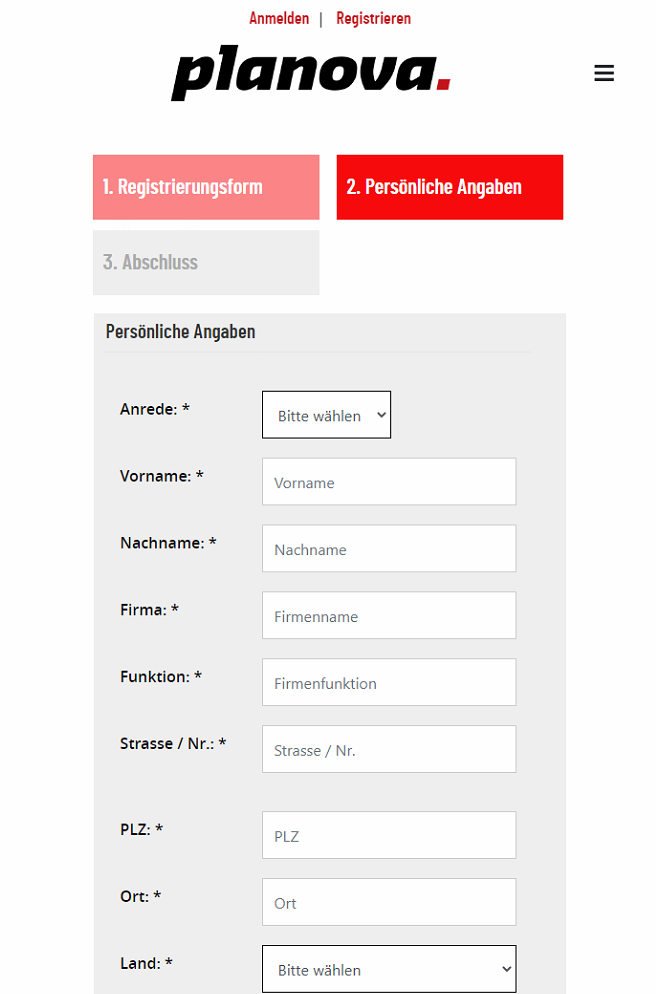 Anmelden | Registrieren
planova.
1. Registrierungsform
2. Persönliche Angaben
3. Abschluss
Persönliche Angaben
Anrede: * Bitte wählen
Vorname: * Vorname
Nachname: * Nachname
Firma: * Firmenname
Funktion: * Firmenfunktion
Strasse / Nr.: * Strasse / Nr.
PLZ: * PLZ
Ort: * Ort
Land: * Bitte wählen